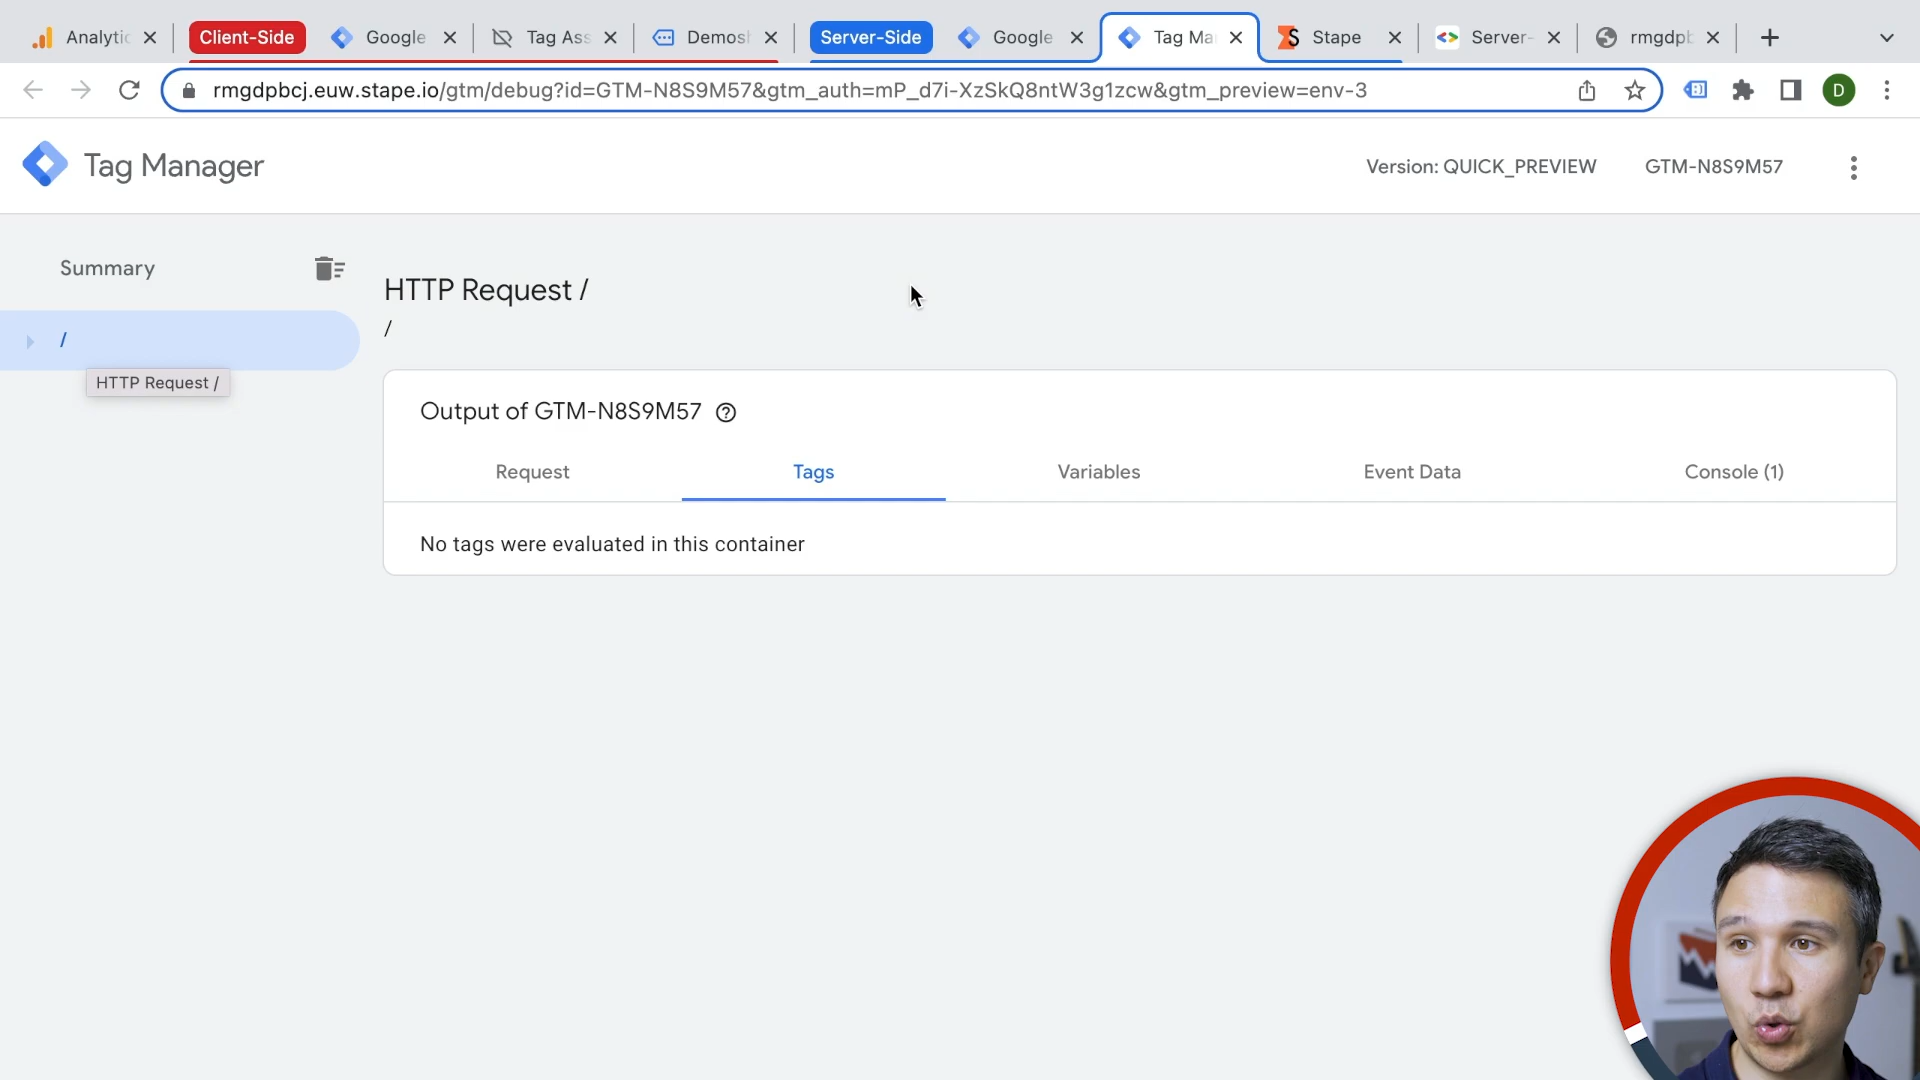 Analytic
Client-Side
Google
Tag Ass
Demosh
Server-Side
Google
Tag Ma
Stape
Server-
rmgdpb
rmgdpbcj.euw.stape.io/gtm/debug?id=GTM-N8S9M57&gtm_auth=mP_d7i-XzSkQ8ntW3g1zcw&gtm_preview=env-3
D
Tag Manager
Version: QUICK_PREVIEW
GTM-N8S9M57
Summary
HTTP Request /
/
/
HTTP Request /
Output of GTM-N8S9M57
Request
Tags
Variables
Event Data
Console (1)
No tags were evaluated in this container